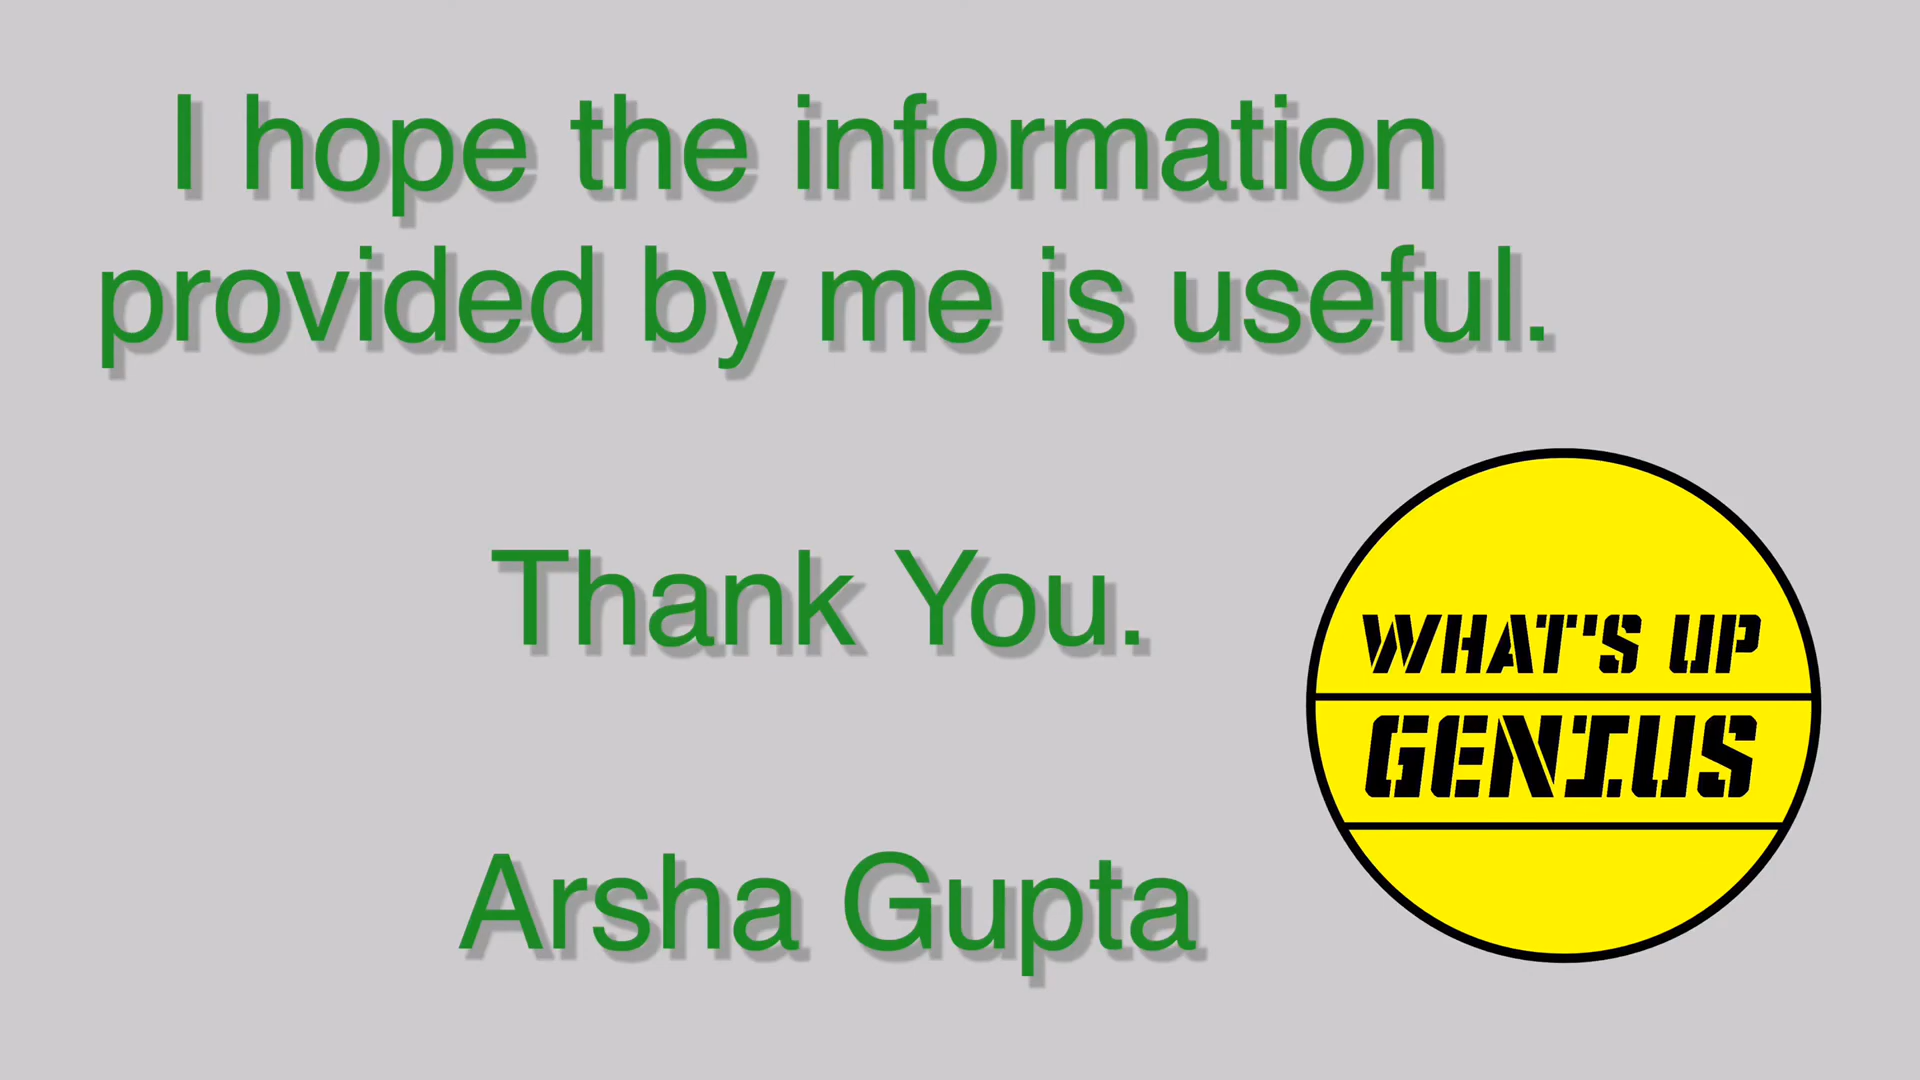 I hope the information
provided by me is useful.
Thank You.
WHAT'S UP
GENIUS
Arsha Gupta